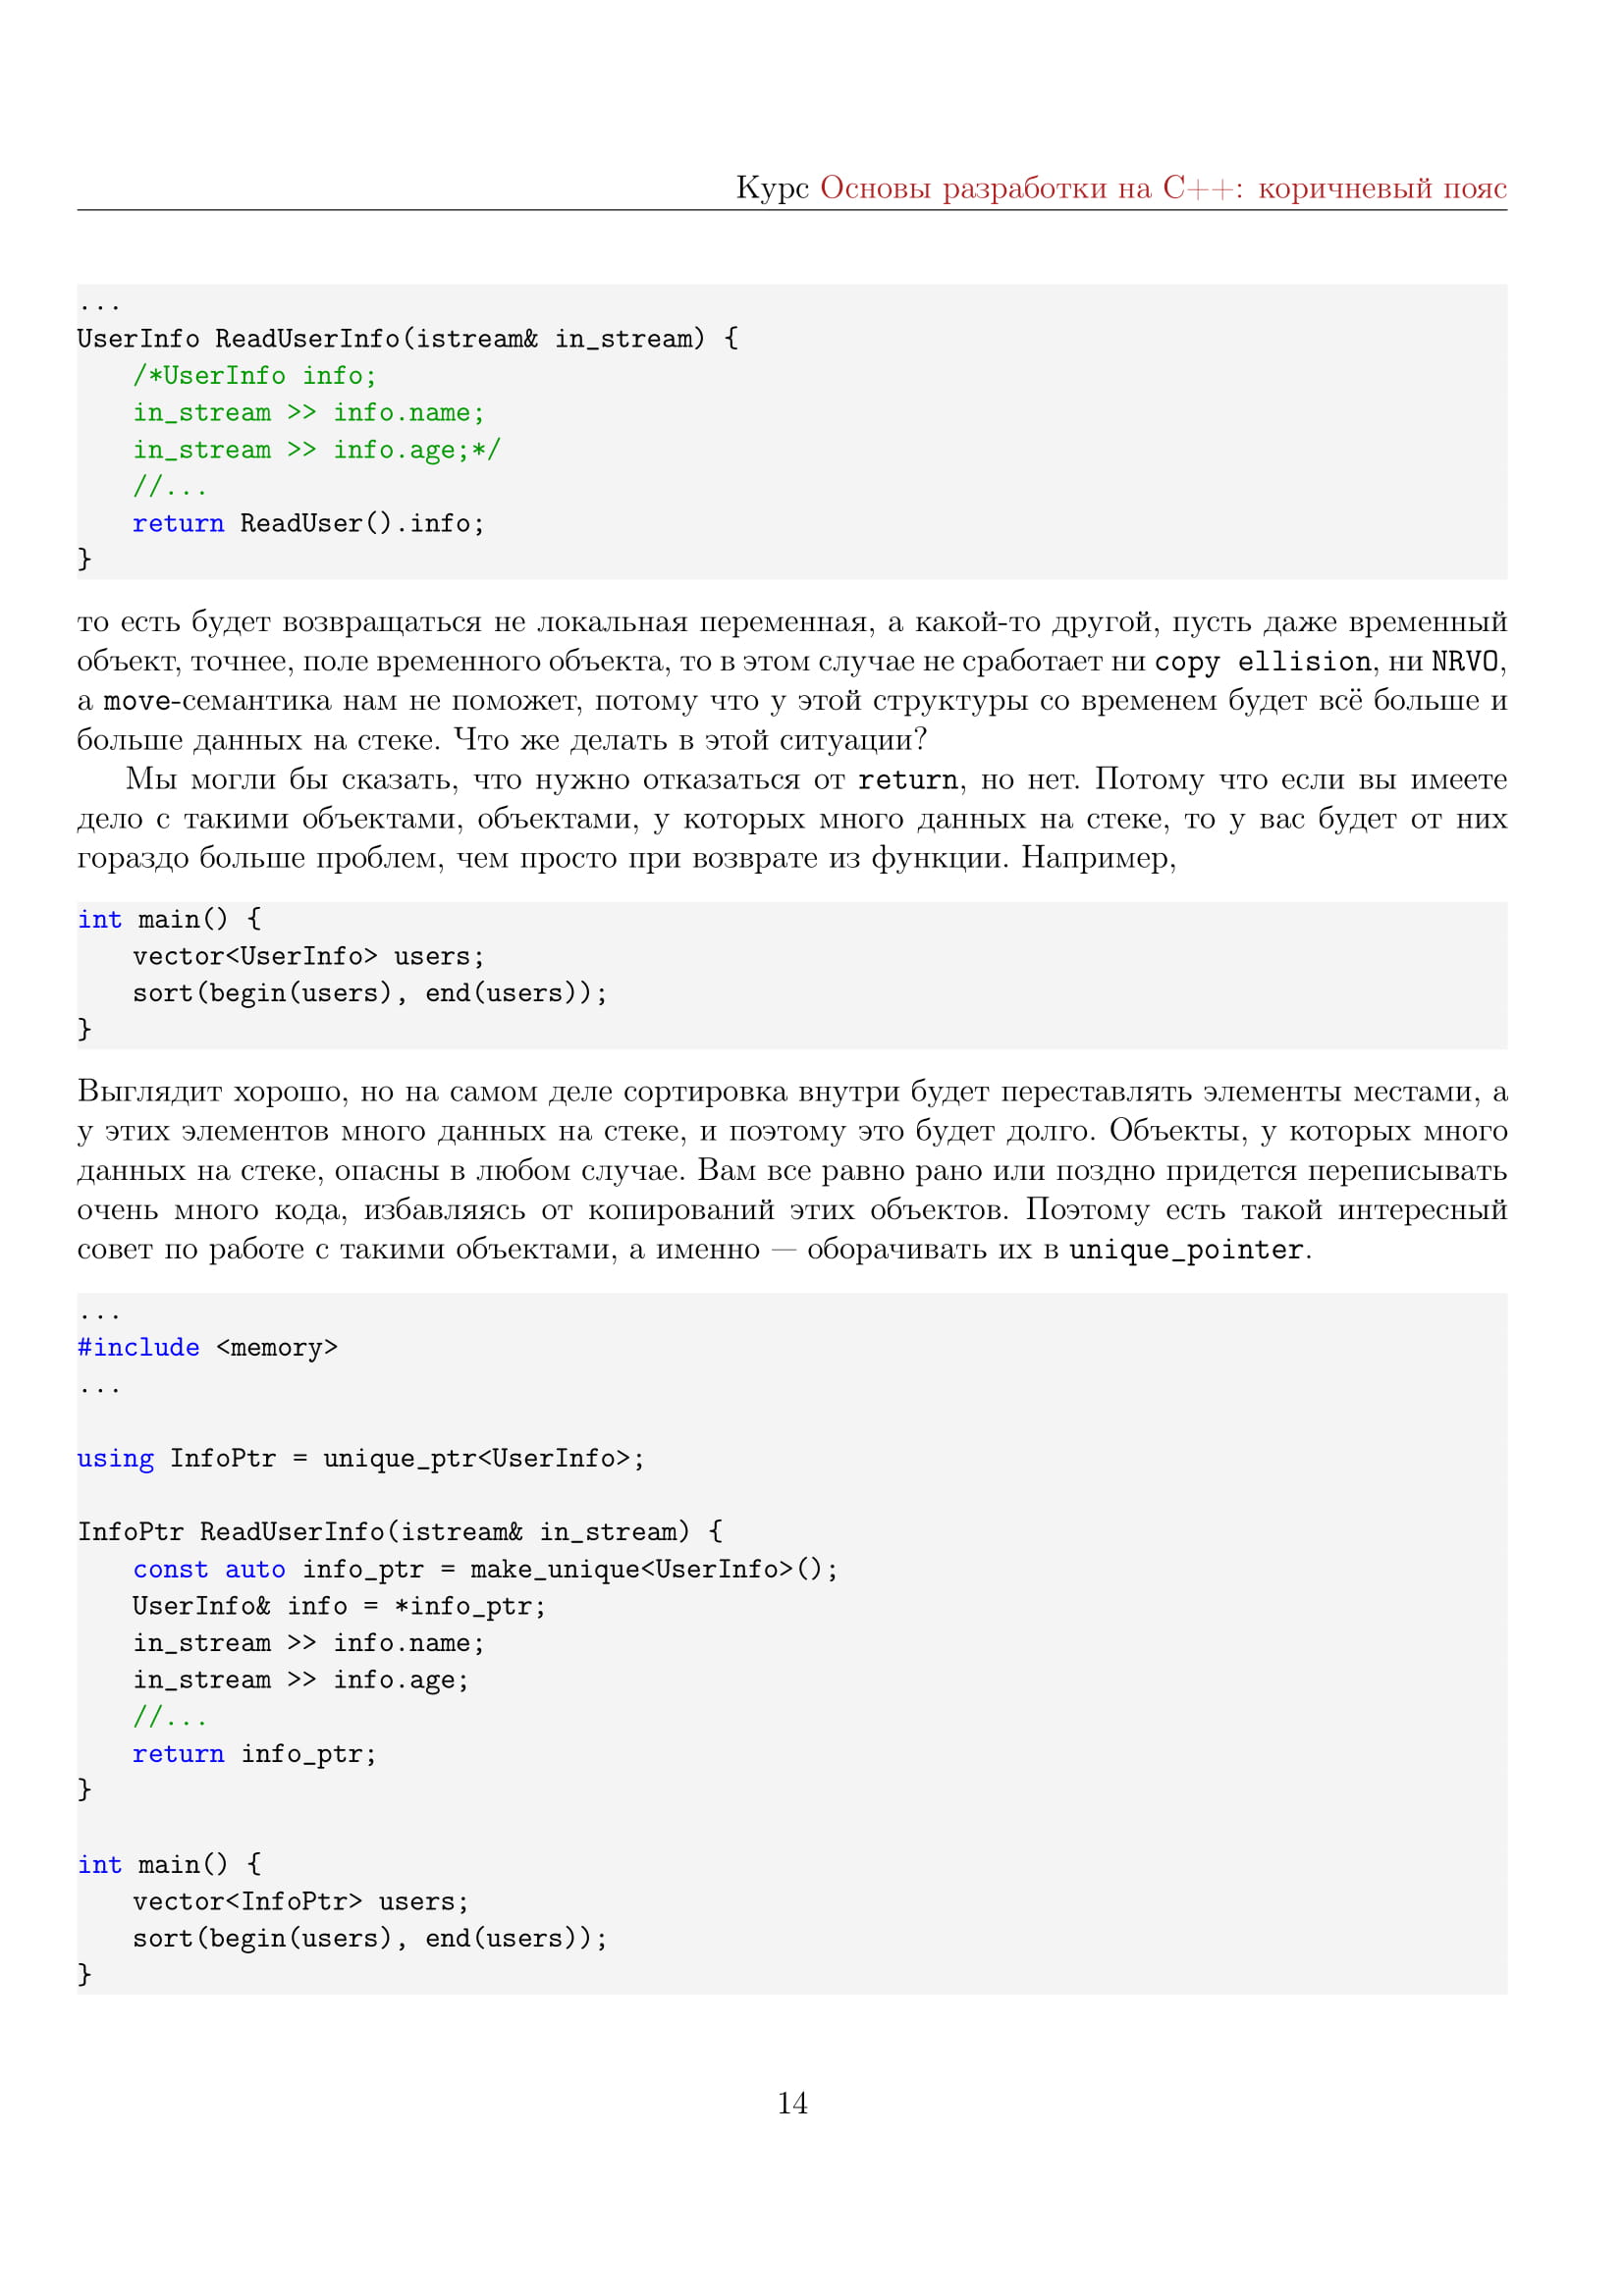 Курс Основы разработки на C++: коричневый пояс
...
UserInfo ReadUserInfo(istream& in_stream) {
/*UserInfo info;
in_stream >> info.name;
in_stream >> info.age;*/
//...
return ReadUser().info;
}
то есть будет возвращаться не локальная переменная, а какой-то другой, пусть даже временный
объект, точнее, поле временного объекта, то в этом случае не сработает ни copy ellision, ни NRVO,
а move-семантика нам не поможет, потому что у этой структуры со временем будет всё больше и
больше данных на стеке. Что же делать в этой ситуации?
Мы могли бы сказать, что нужно отказаться от return, но нет. Потому что если вы имеете
дело с такими объектами, объектами, у которых много данных на стеке, то у вас будет от них
гораздо больше проблем, чем просто при возврате из функции. Например,
int main() {
vector<UserInfo> users;
sort(begin(users), end(users));
}
Выглядит хорошо, но на самом деле сортировка внутри будет переставлять элементы местами, а
у этих элементов много данных на стеке, и поэтому это будет долго. Объекты, у которых много
данных на стеке, опасны в любом случае. Вам все равно рано или поздно придется переписывать
очень много кода, избавляясь от копирований этих объектов. Поэтому есть такой интересный
совет по работе с такими объектами, а именно — оборачивать их в unique_pointer.
...
#include <memory>
...
using InfoPtr = unique_ptr<UserInfo>;
InfoPtr ReadUserInfo(istream& in_stream) {
const auto info_ptr = make_unique<UserInfo>();
UserInfo& info = *info_ptr;
in_stream >> info.name;
in_stream >> info.age;
//...
return info_ptr;
}
int main() {
vector<InfoPtr> users;
sort(begin(users), end(users));
}
14